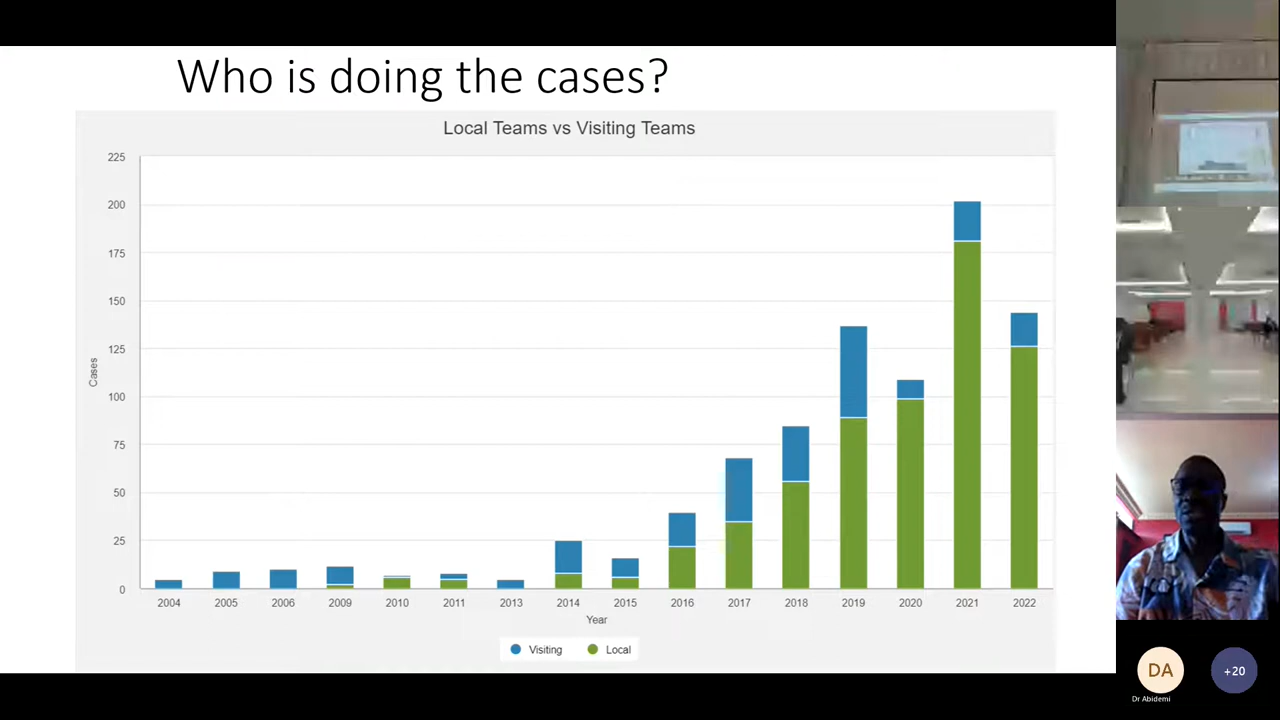 Who is doing the cases?
Local Teams vs Visiting Teams
225
200
175
150
125
100
75
50
25
0
Cases
2004 2005 2006 2009 2010 2011 2013 2014 2015 2016 2017 2018 2019 2020 2021 2022
Year
Visiting Local
DA
Dr Abidemi
+20